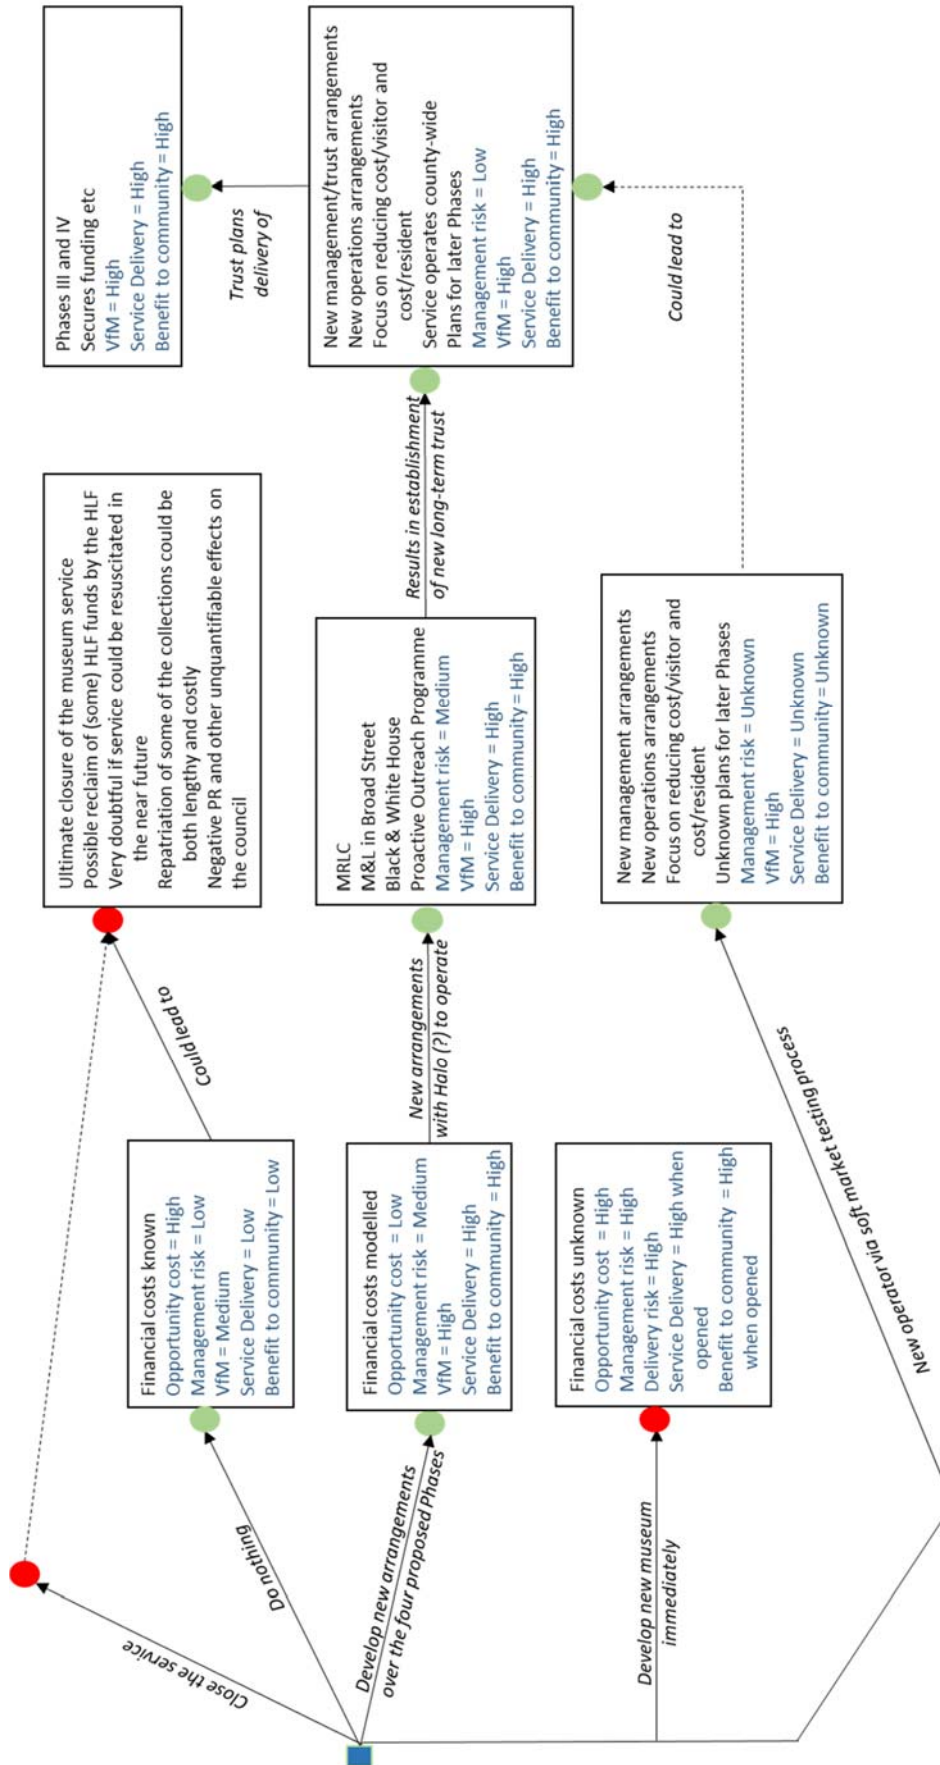 Close the service
Do nothing
Develop new arrangements
over the four proposed Phases
Develop new museum
immediately
New operator via soft market testing process
Financial costs known
Opportunity cost = High
Management risk = Low
VfM = Medium
Service Delivery = Low
Benefit to community = Low
Could lead to
Ultimate closure of the museum service
Possible reclaim of (some) HLF funds by the HLF
Very doubtful if service could be resuscitated in
the near future
Repatriation of some of the collections could be
both lengthy and costly
Negative PR and other unquantifiable effects on
the council
Financial costs modelled
Opportunity cost = Low
Management risk = Medium
VfM = High
Service Delivery = High
Benefit to community = High
New arrangements
with Halo (?) to operate
MRLC
M&L in Broad Street
Black & White House
Proactive Outreach Programme
Management risk = Medium
VfM = High
Service Delivery = High
Benefit to community = High
Results in establishment
of new long-term trust
New management/trust arrangements
New operations arrangements
Focus on reducing cost/visitor and
cost/resident
Service operates county-wide
Plans for later Phases
Management risk = Low
VfM = High
Service Delivery = High
Benefit to community = High
Trust plans
delivery of
Phases III and IV
Secures funding etc
VfM = High
Service Delivery = High
Benefit to community = High
Financial costs unknown
Opportunity cost = High
Management risk = High
Delivery risk = High
Service Delivery = High when
opened
Benefit to community = High
when opened
New management arrangements
New operations arrangements
Focus on reducing cost/visitor and
cost/resident
Unknown plans for later Phases
Management risk = Unknown
VfM = High
Service Delivery = Unknown
Benefit to community = Unknown
Could lead to